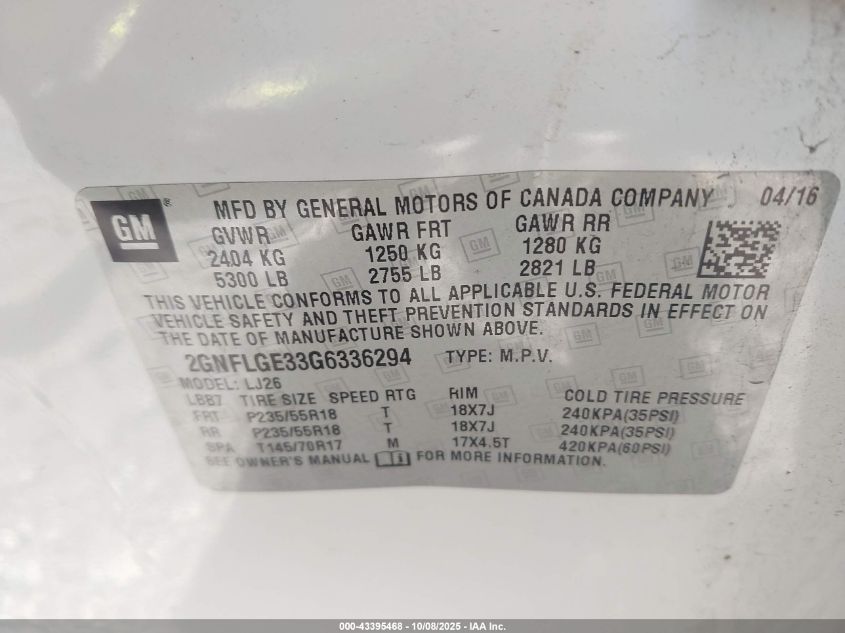 GM ® MFD BY GENERAL MOTORS OF CANADA COMPANY 04/16
GVWR GAWR FRT GAWR RR
2404 KG 1250 KG 1280 KG
5300 LB 2755 LB 2821 LB
THIS VEHICLE CONFORMS TO ALL APPLICABLE U.S. FEDERAL MOTOR
VEHICLE SAFETY AND THEFT PREVENTION STANDARDS IN EFFECT ON
THE DATE OF MANUFACTURE SHOWN ABOVE.
2GNFLGE33G6336294 TYPE: M.P.V.
MODEL: LJ26
LBB7 TIRE SIZE SPEED RTG RIM COLD TIRE PRESSURE
FRT P235/55R18 T 18X7J 240KPA(35PSI)
RR P235/55R18 T 18X7J 240KPA(35PSI)
SPA T145/70R17 M 17X4.5T 420KPA(60PSI)
SEE OWNER'S MANUAL FOR MORE INFORMATION.
000-43395468 - 10/08/2025 - IAA Inc.